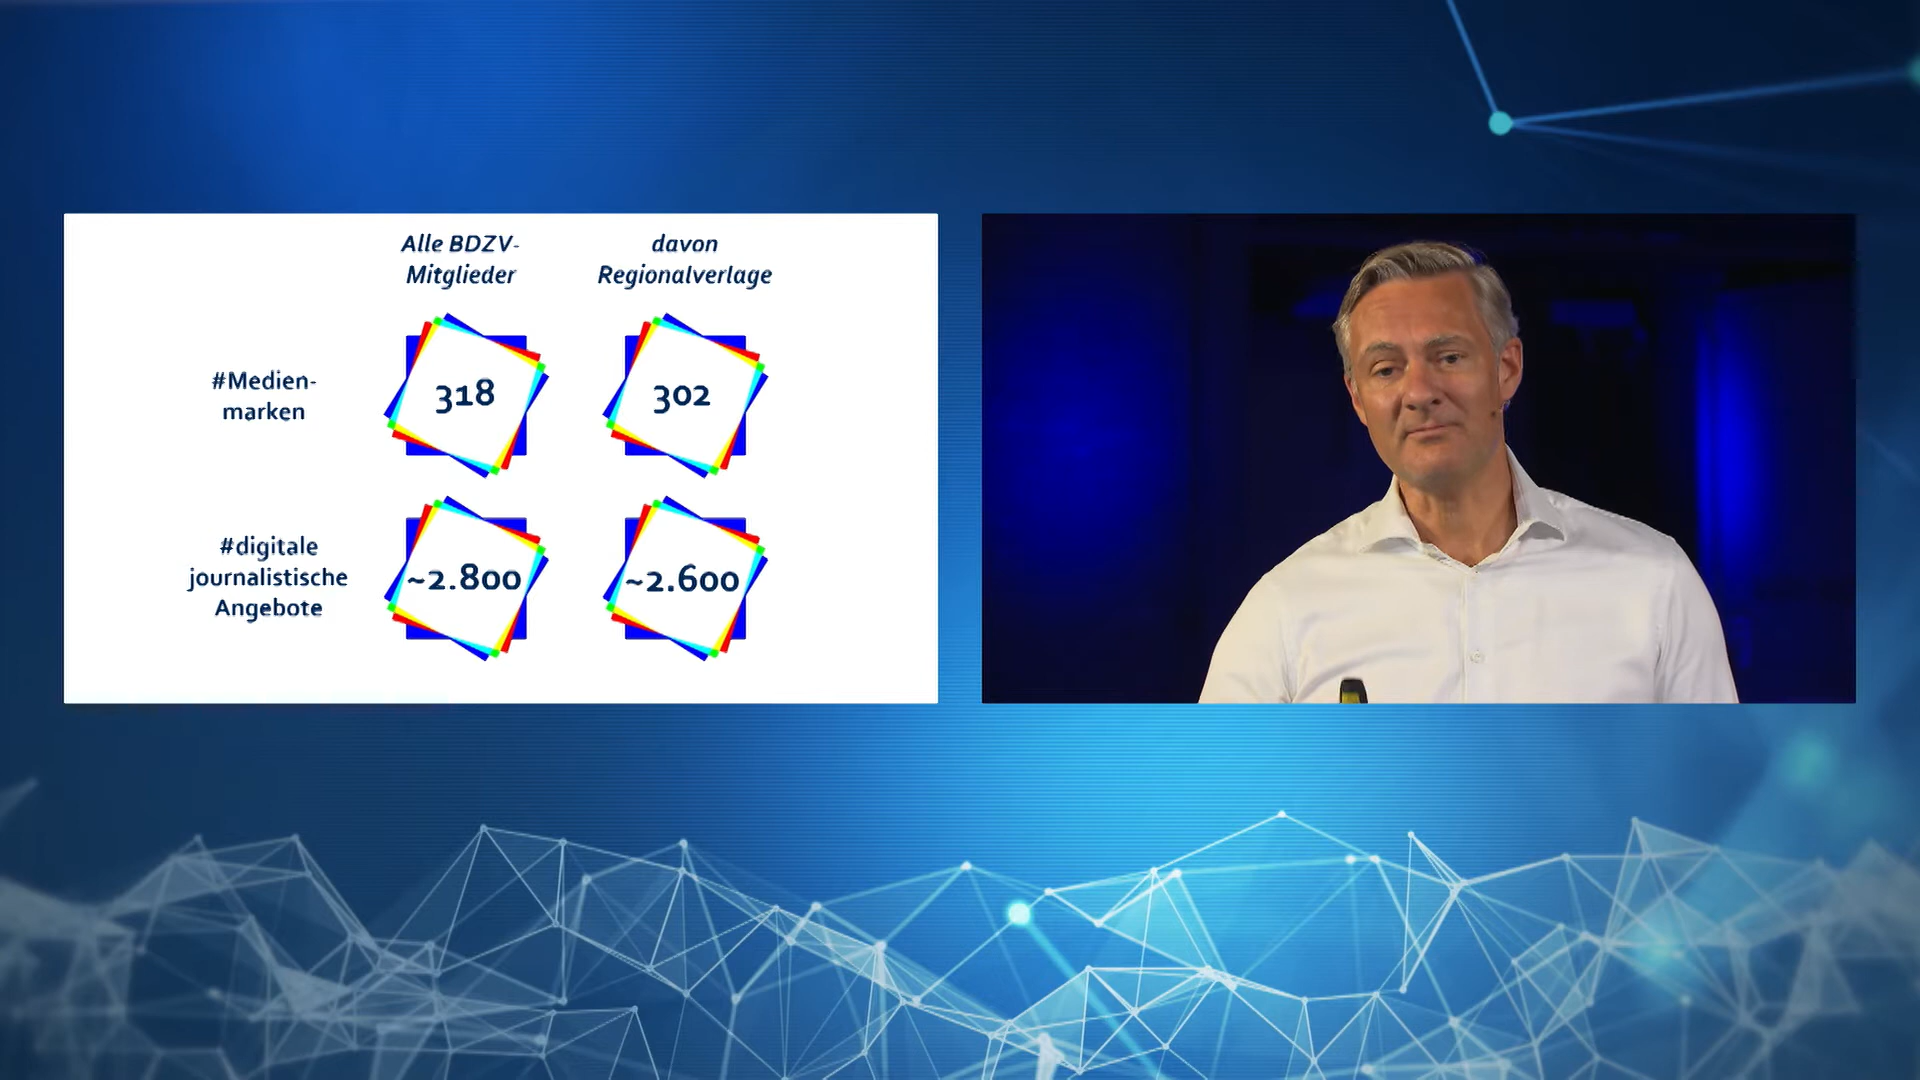 Alle BDZV-
Mitglieder
davon
Regionalverlage
#Medien-
marken
318
302
#digitale
journalistische
Angebote
~2.800
~2.600